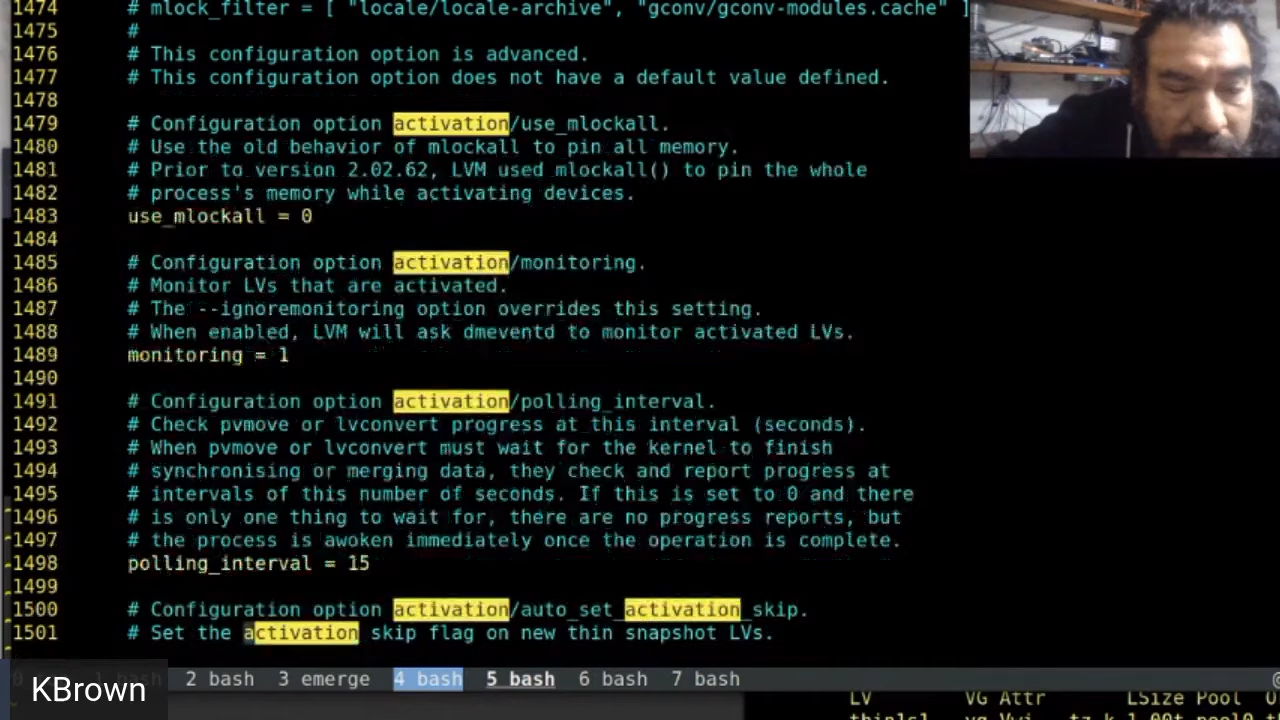 1474 # mlock_filter = [ "locale/locale-archive", "gconv/gconv-modules.cache" ]
1475 #
1476 # This configuration option is advanced.
1477 # This configuration option does not have a default value defined.
1478
1479 # Configuration option activation/use_mlockall.
1480 # Use the old behavior of mlockall to pin all memory.
1481 # Prior to version 2.02.62, LVM used mlockall() to pin the whole
1482 # process's memory while activating devices.
1483 use_mlockall = 0
1484
1485 # Configuration option activation/monitoring.
1486 # Monitor LVs that are activated.
1487 # The --ignoremonitoring option overrides this setting.
1488 # When enabled, LVM will ask dmeventd to monitor activated LVs.
1489 monitoring = 1
1490
1491 # Configuration option activation/polling_interval.
1492 # Check pvmove or lvconvert progress at this interval (seconds).
1493 # When pvmove or lvconvert must wait for the kernel to finish
1494 # synchronising or merging data, they check and report progress at
1495 # intervals of this number of seconds. If this is set to 0 and there
1496 # is only one thing to wait for, there are no progress reports, but
1497 # the process is awoken immediately once the operation is complete.
1498 polling_interval = 15
1499
1500 # Configuration option activation/auto_set_activation_skip.
1501 # Set the activation skip flag on new thin snapshot LVs.
2 bash 3 emerge 4 bash 5 bash 6 bash 7 bash
KBrown
LV VG Attr LSize Pool